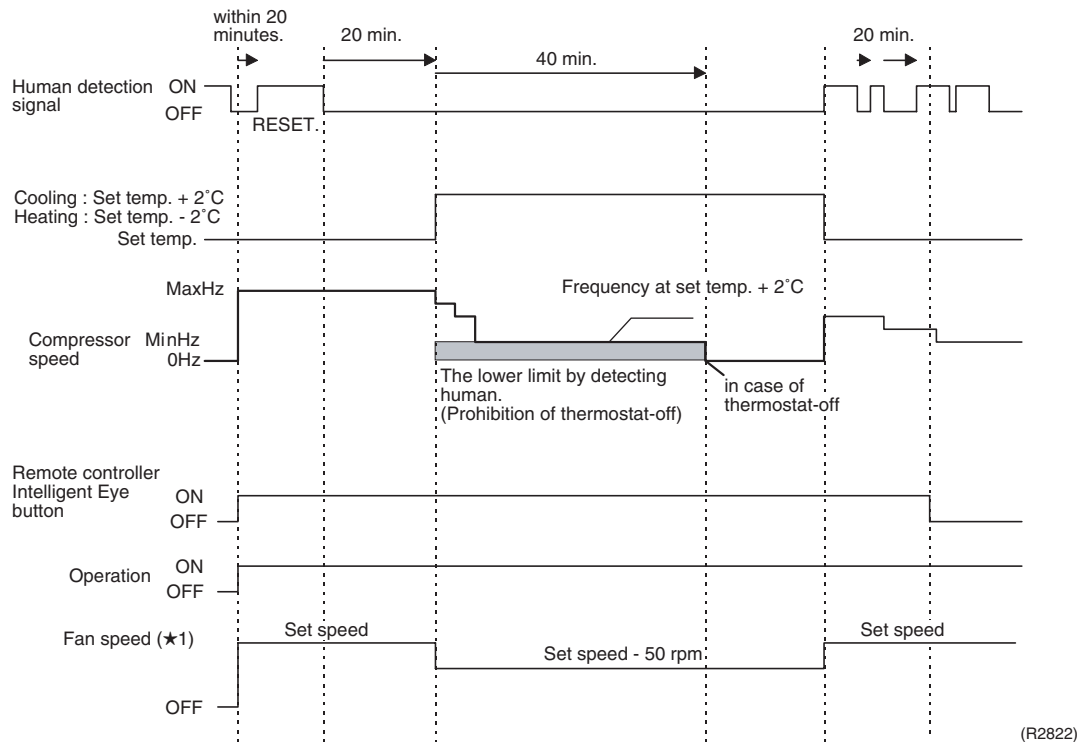 within 20
minutes.
20 min.
40 min.
20 min.
Human detection
signal
ON
OFF
RESET.
Cooling : Set temp. + 2˚C
Heating : Set temp. - 2˚C
Set temp.
MaxHz
Frequency at set temp. + 2˚C
Compressor
speed
MinHz
0Hz
The lower limit by detecting
human.
(Prohibition of thermostat-off)
in case of
thermostat-off
Remote controller
Intelligent Eye
button
ON
OFF
Operation
ON
OFF
Fan speed (★1)
Set speed
Set speed - 50 rpm
Set speed
OFF
(R2822)